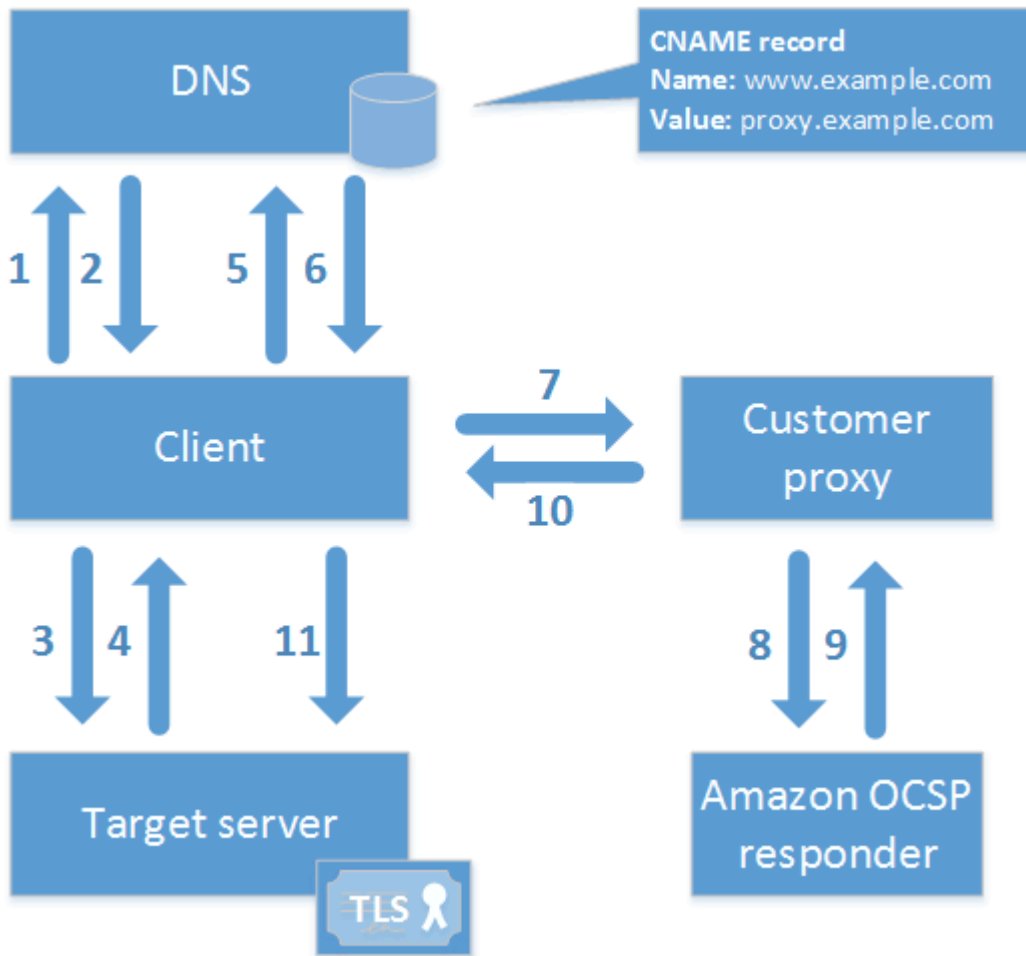 DNS
CNAME record
Name: www.example.com
Value: proxy.example.com
1
2
5
6
Client
7
10
Customer
proxy
3
4
11
8
9
Target server
TLS
Amazon OCSP
responder